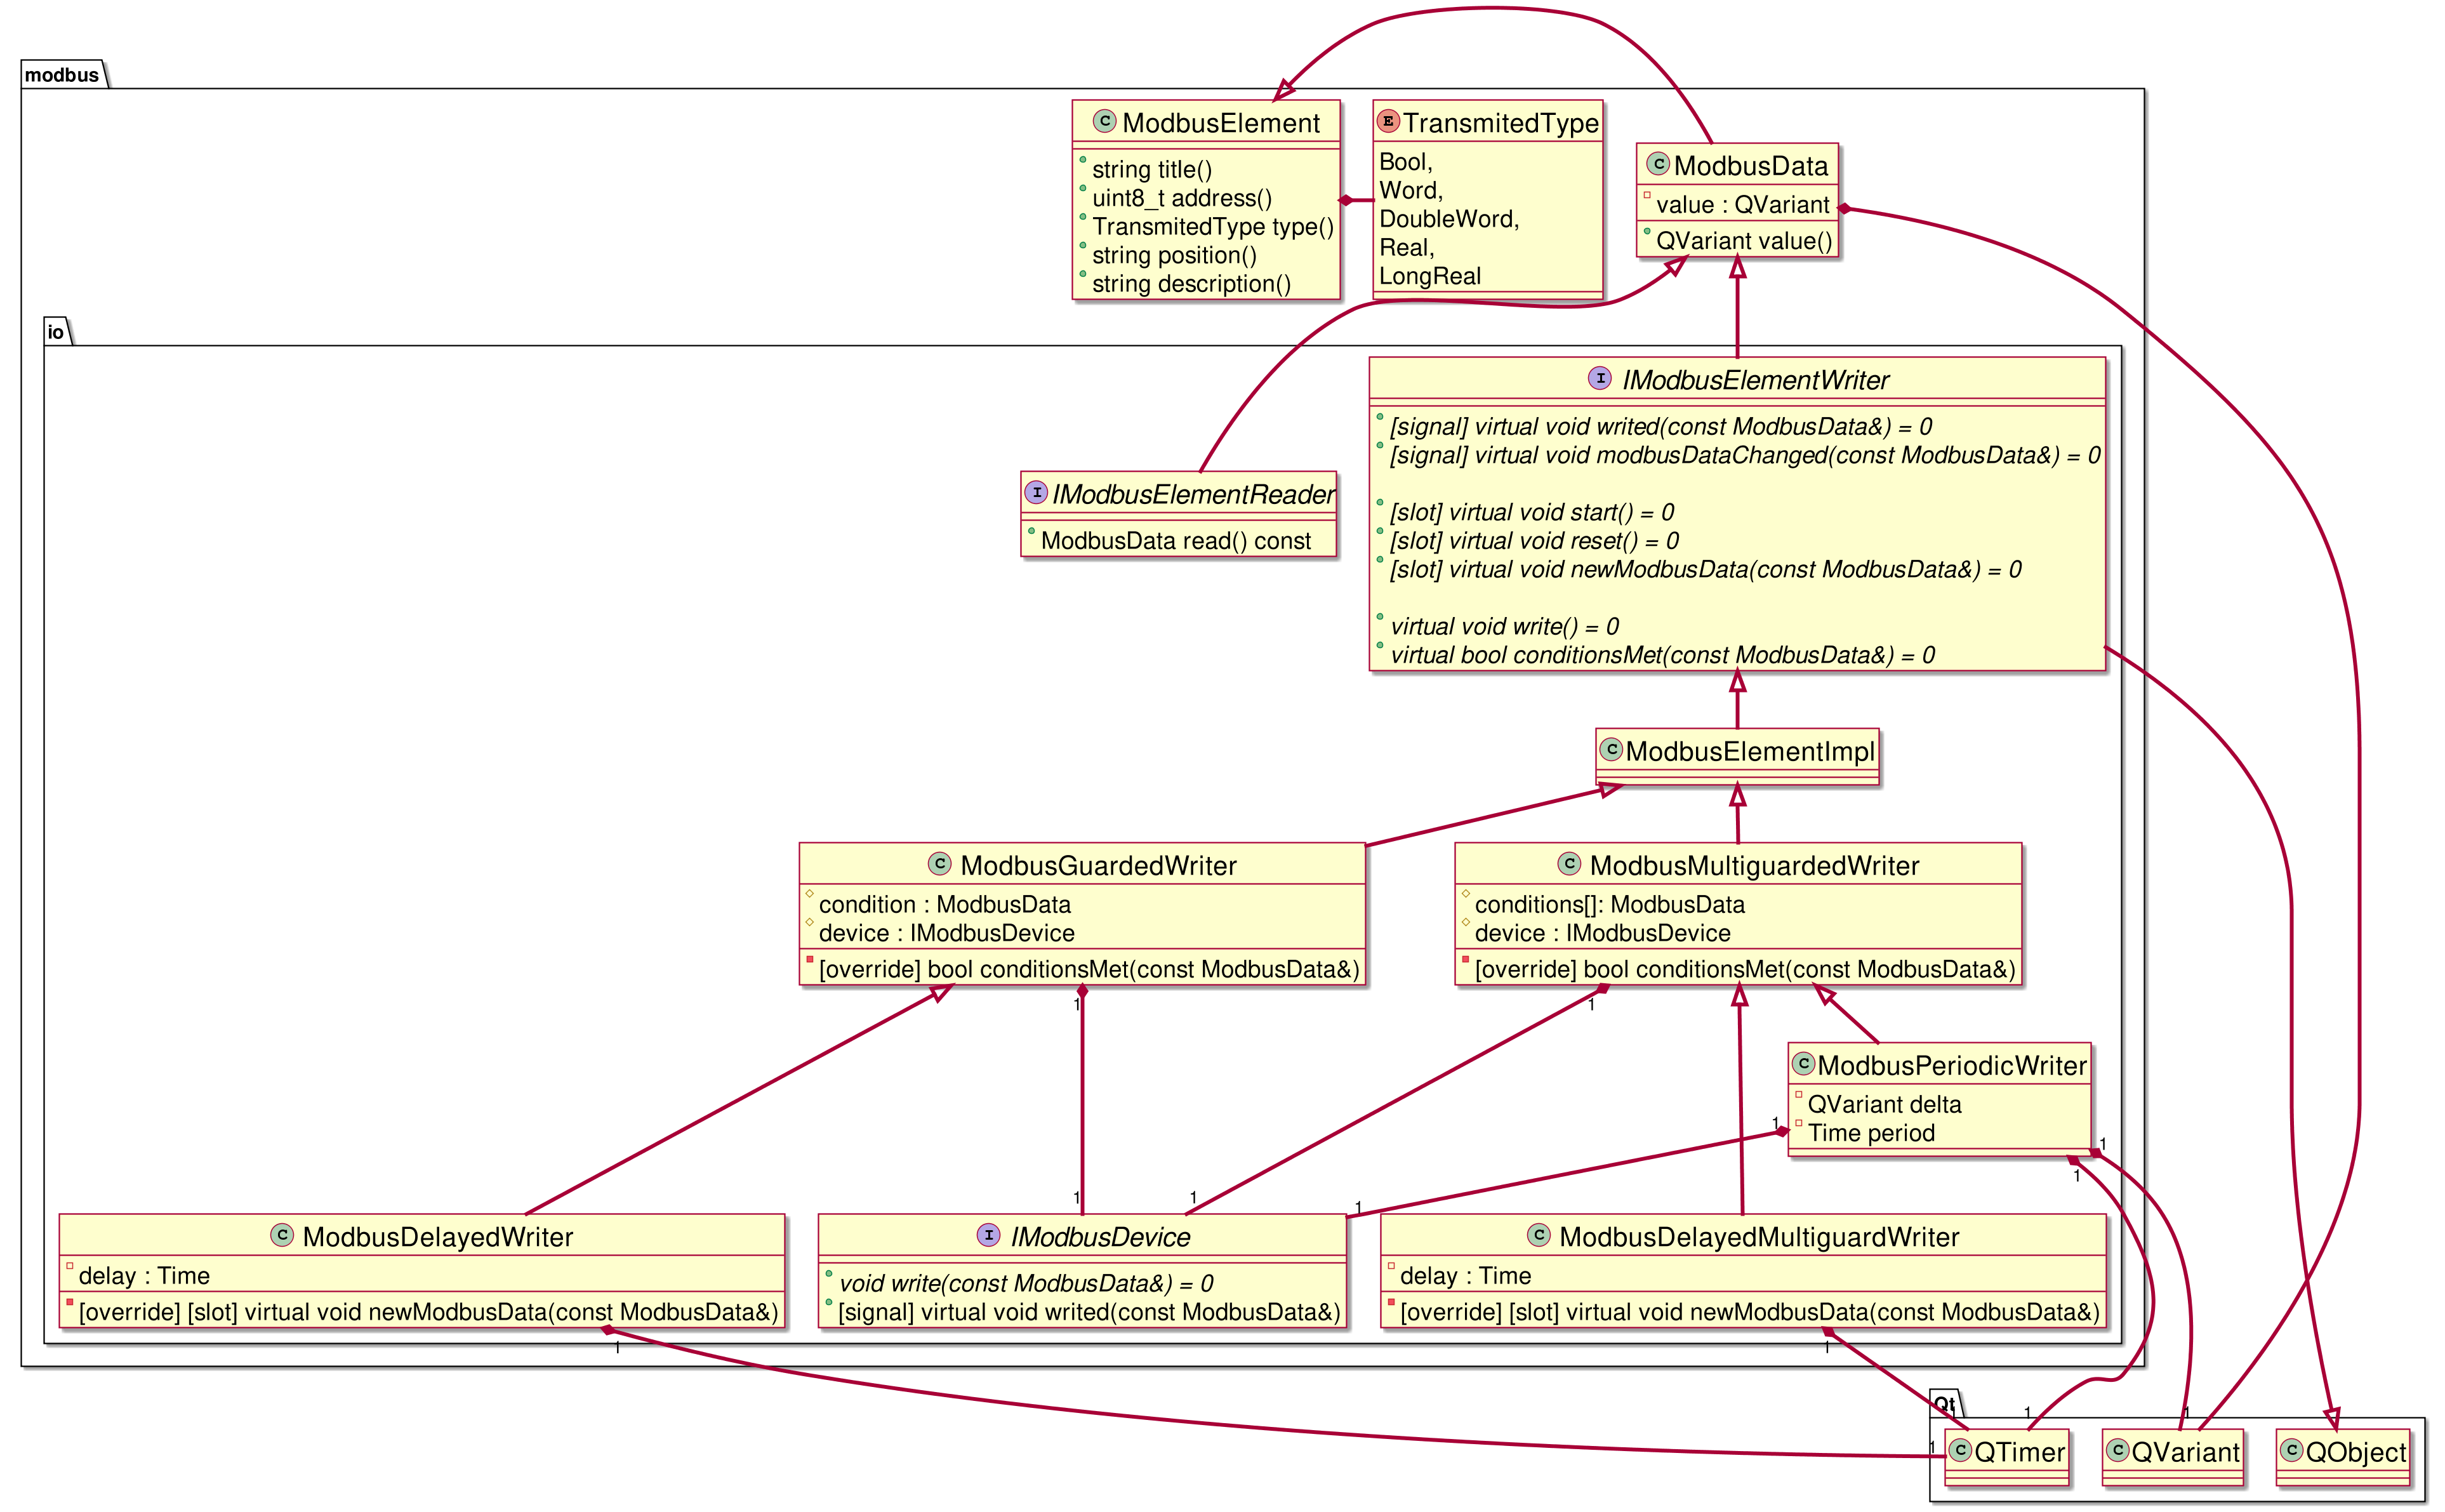 modbus
C ModbusElement
string title()
uint8_t address()
TransmitedType type()
string position()
string description()
E TransmitedType
Bool,
Word,
DoubleWord,
Real,
LongReal
C ModbusData
value : QVariant
QVariant value()
io
I IModbusElementWriter
[signal] virtual void writed(const ModbusData&) = 0
[signal] virtual void modbusDataChanged(const ModbusData&) = 0
[slot] virtual void start() = 0
[slot] virtual void reset() = 0
[slot] virtual void newModbusData(const ModbusData&) = 0
virtual void write() = 0
virtual bool conditionsMet(const ModbusData&) = 0
I IModbusElementReader
ModbusData read() const
C ModbusElementImpl
C ModbusGuardedWriter
condition : ModbusData
device : IModbusDevice
[override] bool conditionsMet(const ModbusData&)
C ModbusMultiguardedWriter
conditions[]: ModbusData
device : IModbusDevice
[override] bool conditionsMet(const ModbusData&)
1
1
C ModbusPeriodicWriter
QVariant delta
Time period
1
1
1
1
1
1
C ModbusDelayedWriter
delay : Time
[override] [slot] virtual void newModbusData(const ModbusData&)
I IModbusDevice
void write(const ModbusData&) = 0
[signal] virtual void writed(const ModbusData&)
C ModbusDelayedMultiguardWriter
delay : Time
[override] [slot] virtual void newModbusData(const ModbusData&)
1
1
Qt
1
1
1
1
C QTimer
C QVariant
C QObject